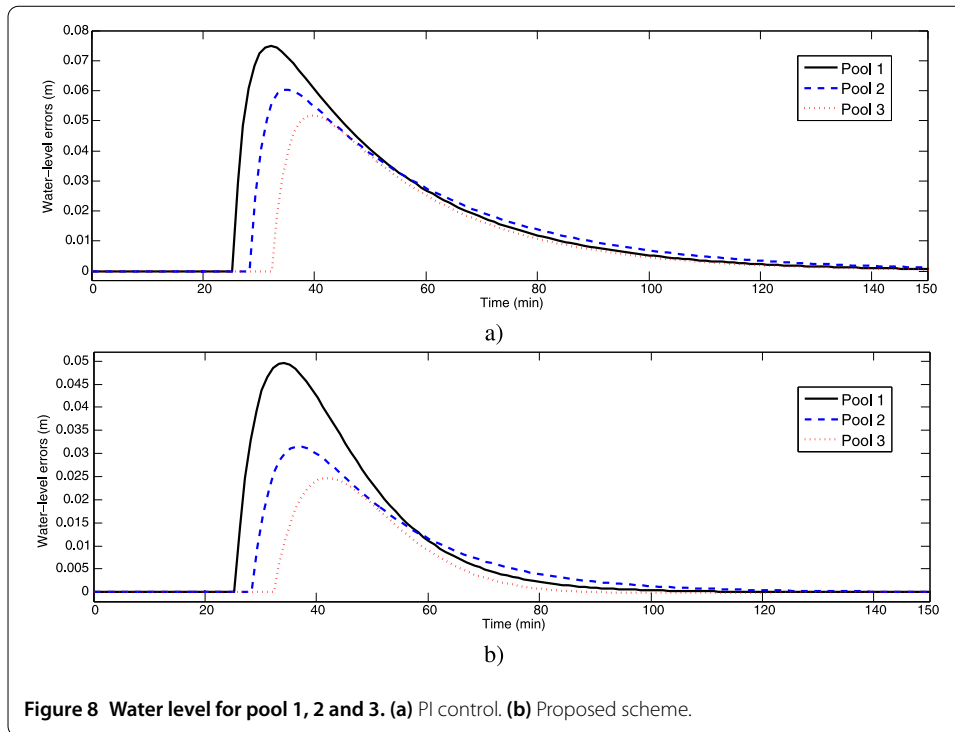 0.08
0.07
0.06
0.05
0.04
0.03
0.02
0.01
0
Water-level errors (m)
Pool 1
Pool 2
Pool 3
0 20 40 60 80 100 120 140 150
Time (min)
a)
0.05
0.045
0.04
0.035
0.03
0.025
0.02
0.015
0.01
0.005
0
Water-level errors (m)
Pool 1
Pool 2
Pool 3
0 20 40 60 80 100 120 140 150
Time (min)
b)
Figure 8 Water level for pool 1, 2 and 3. (a) PI control. (b) Proposed scheme.